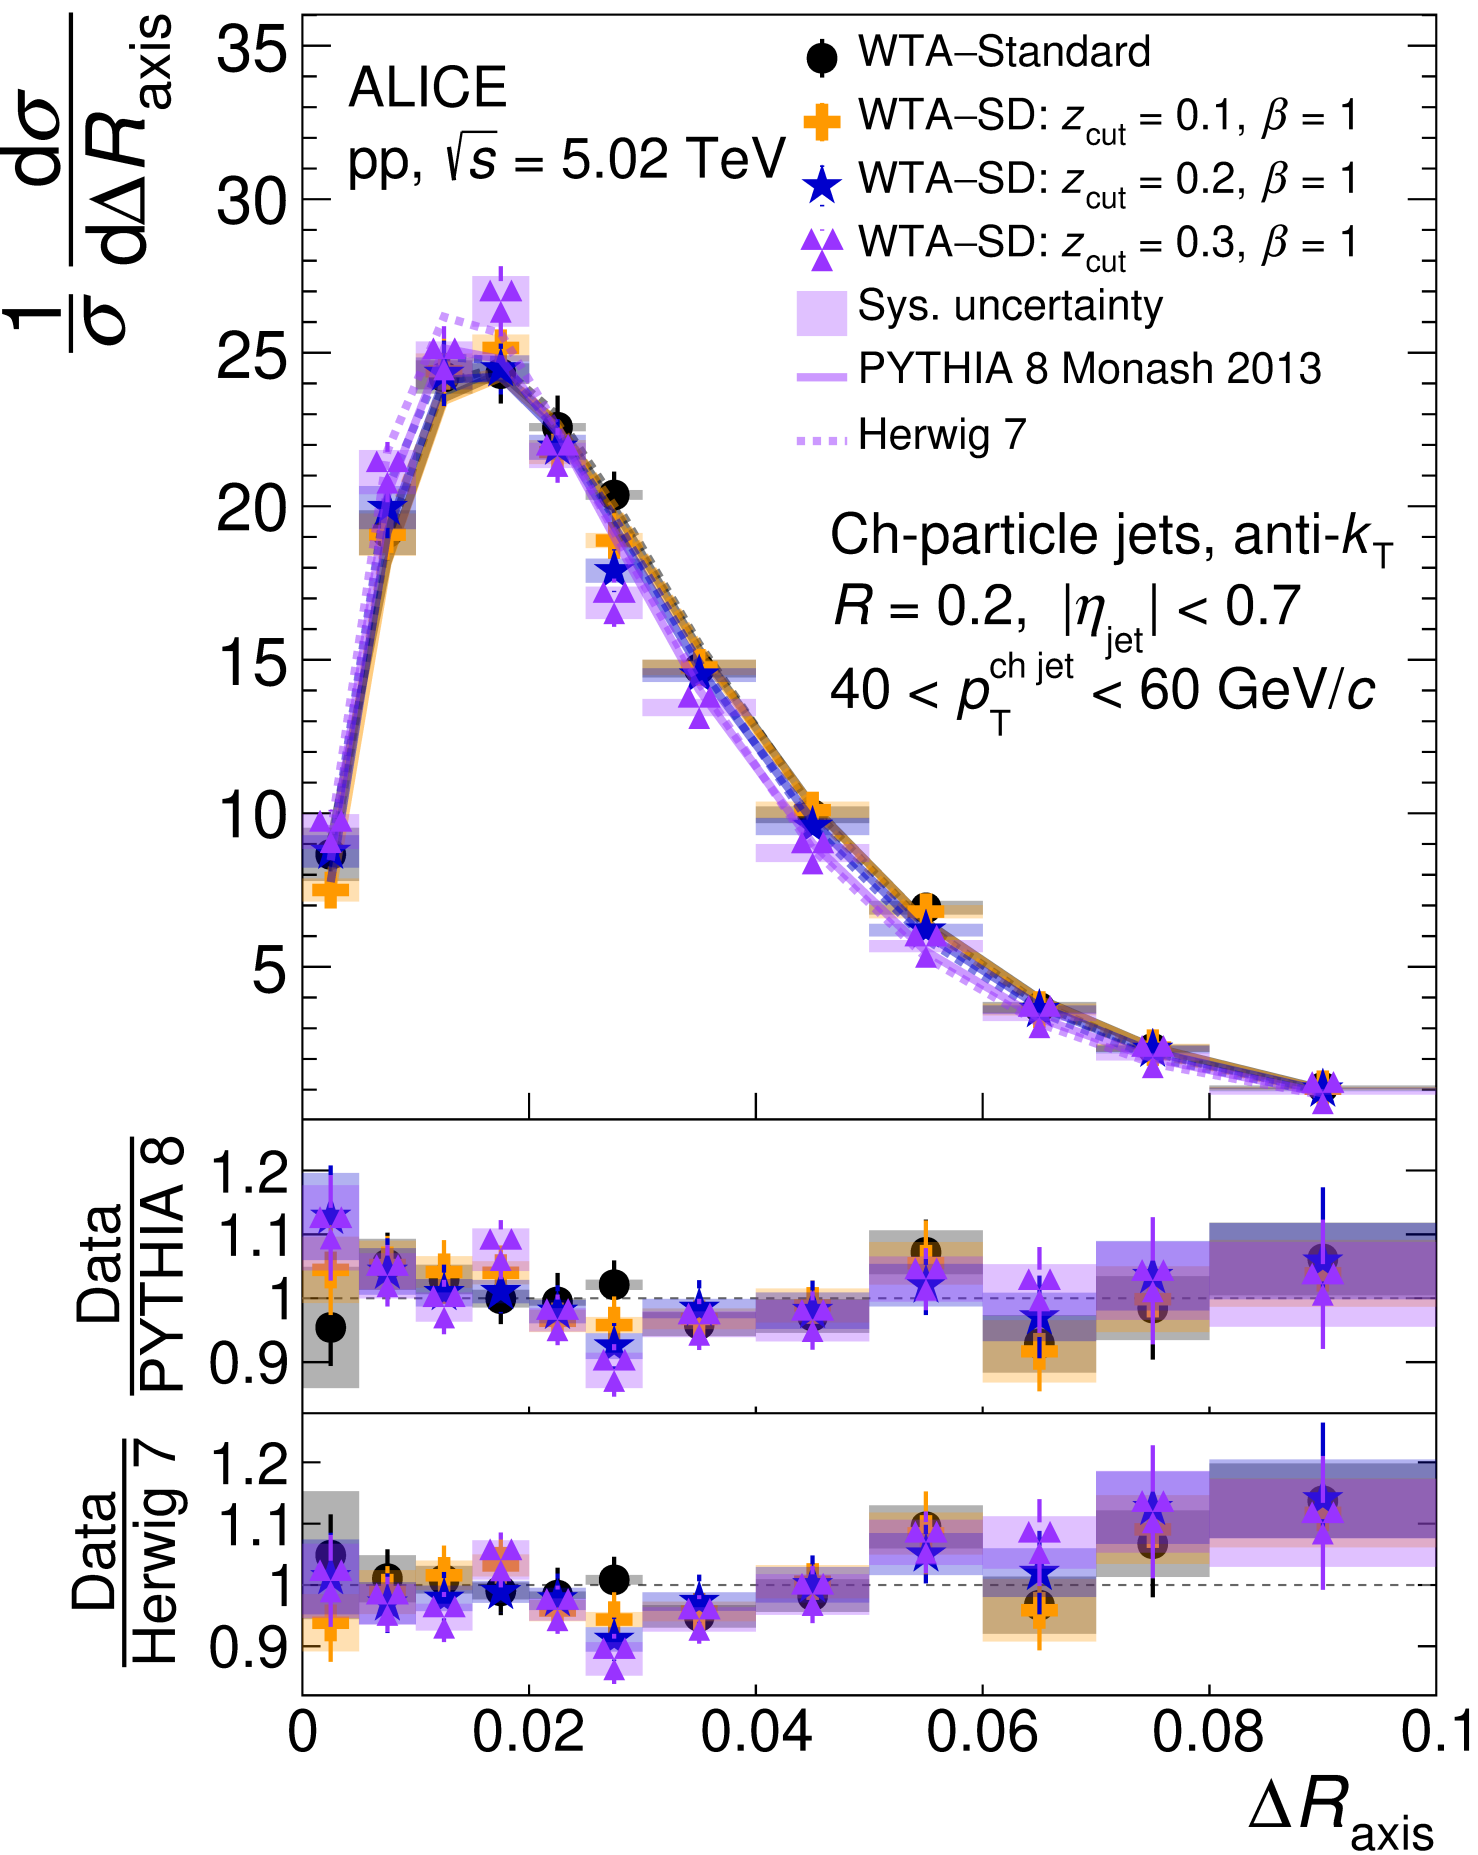 1/σ dσ/dΔR_axis
ALICE
pp, √s = 5.02 TeV
WTA–Standard
WTA–SD: z_cut = 0.1, β = 1
WTA–SD: z_cut = 0.2, β = 1
WTA–SD: z_cut = 0.3, β = 1
Sys. uncertainty
PYTHIA 8 Monash 2013
Herwig 7
Ch-particle jets, anti-k_T
R = 0.2, |η_jet| < 0.7
40 < p_T^ch jet < 60 GeV/c
35
30
25
20
15
10
5
Data
PYTHIA 8
1.2
1.1
1
0.9
Data
Herwig 7
1.2
1.1
1
0.9
0 0.02 0.04 0.06 0.08 0.1
ΔR_axis